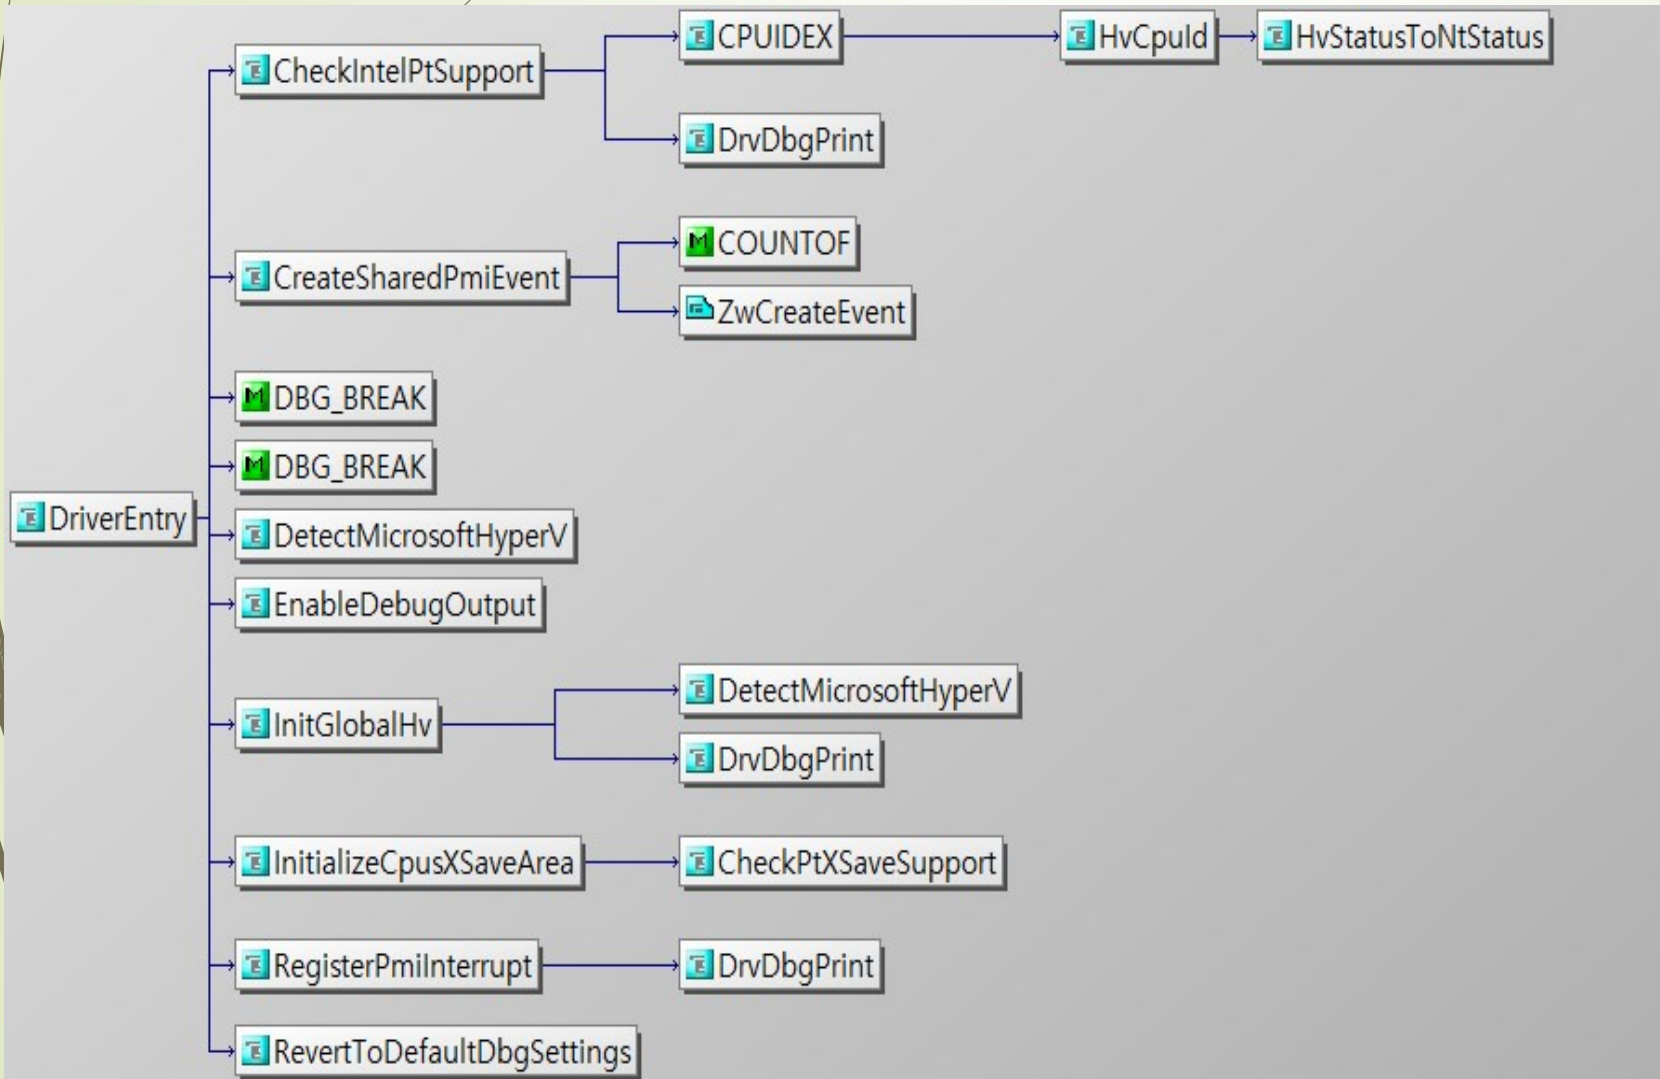 CPUIDEX
HvCpuId
HvStatusToNtStatus
CheckIntelPtSupport
DrvDbgPrint
COUNTOF
CreateSharedPmiEvent
ZwCreateEvent
DBG_BREAK
DBG_BREAK
DriverEntry
DetectMicrosoftHyperV
EnableDebugOutput
DetectMicrosoftHyperV
InitGlobalHv
DrvDbgPrint
InitializeCpusXSaveArea
CheckPtXSaveSupport
RegisterPmiInterrupt
DrvDbgPrint
RevertToDefaultDbgSettings